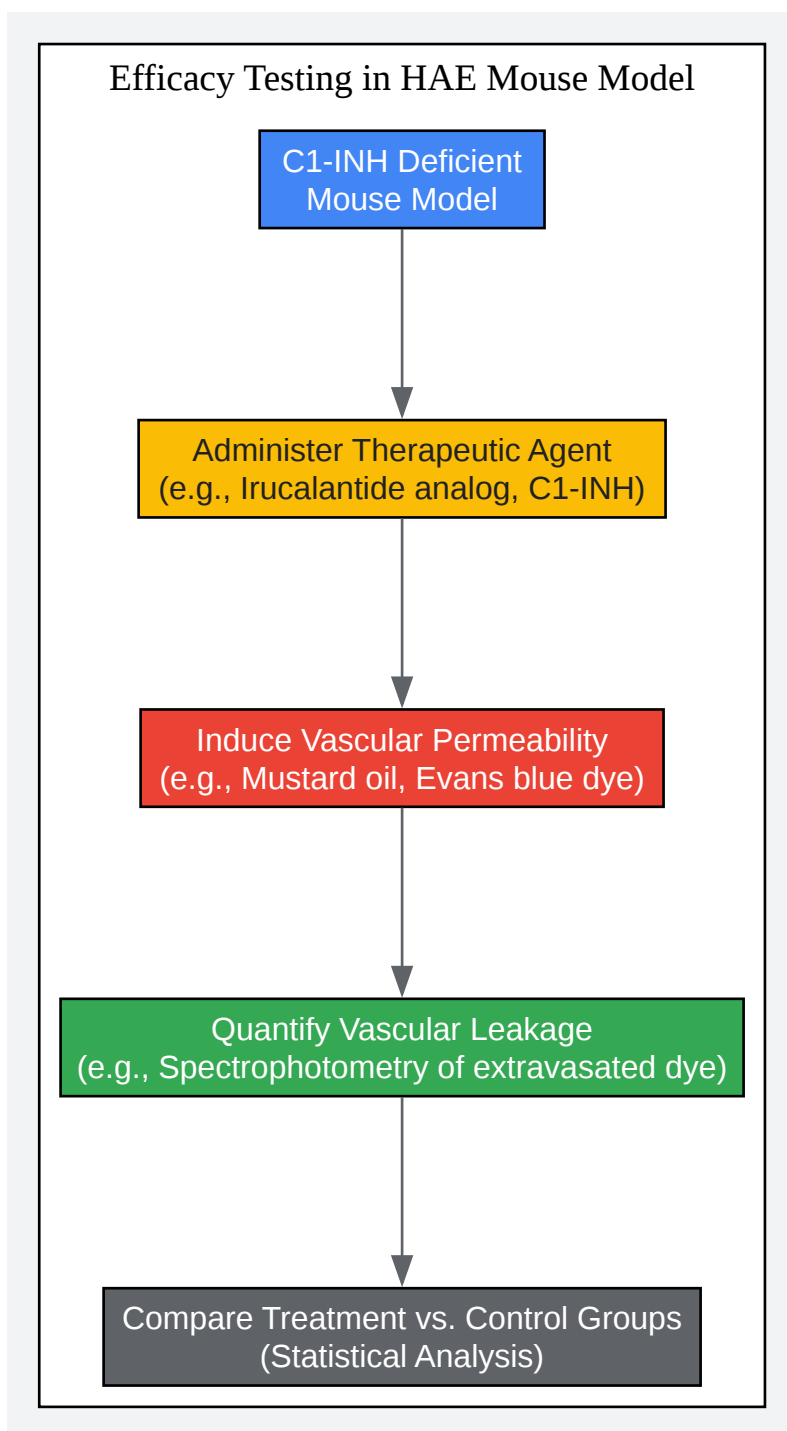 Efficacy Testing in HAE Mouse Model
C1-INH Deficient
Mouse Model
Administer Therapeutic Agent
(e.g., Irucalantide analog, C1-INH)
Induce Vascular Permeability
(e.g., Mustard oil, Evans blue dye)
Quantify Vascular Leakage
(e.g., Spectrophotometry of extravasated dye)
Compare Treatment vs. Control Groups
(Statistical Analysis)